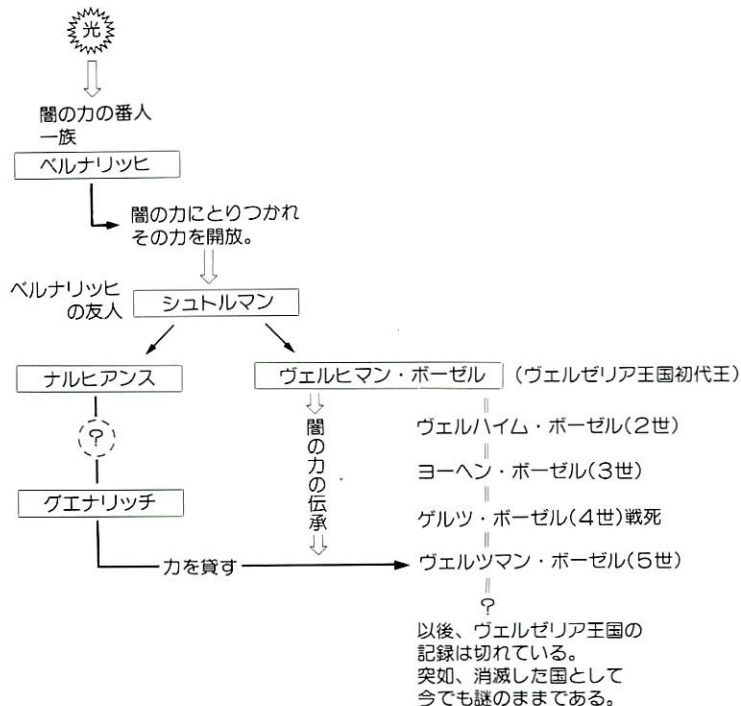 光
闇の力の番人
一族
ベルナリッヒ
闇の力にとりつかれ
その力を開放。
ベルナリッヒ
の友人
シュトルマン
ナルヒアンス
ヴェルヒマン・ボーゼル
(ヴェルゼリア王国初代王)
?
闇の力の伝承
ヴェルハイム・ボーゼル(2世)
ヨーヘン・ボーゼル(3世)
グエナリッチ
ゲルツ・ボーゼル(4世)戦死
力を貸す
ヴェルツマン・ボーゼル(5世)
?
以後、ヴェルゼリア王国の
記録は切れている。
突如、消滅した国として
今でも謎のままである。